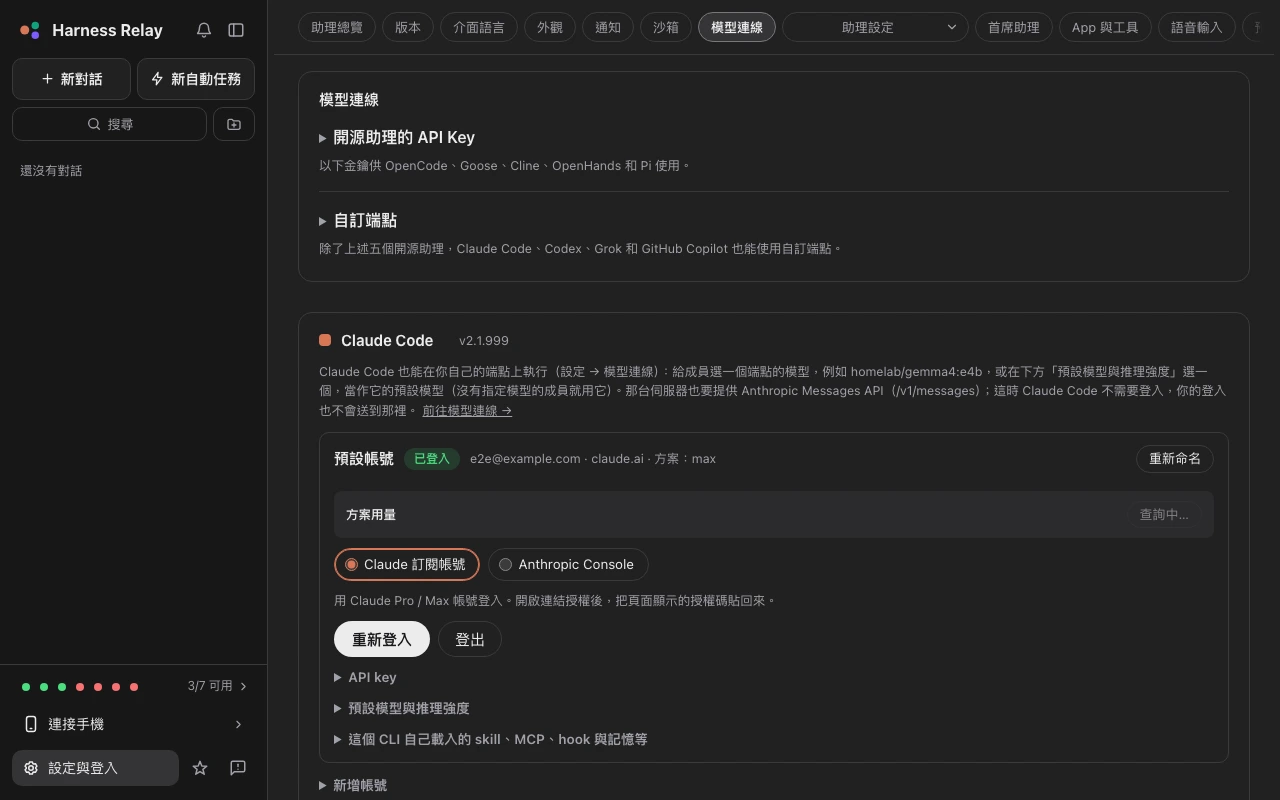 Harness Relay
新對話
新自動任務
搜尋
還沒有對話
3/7 可用
連接手機
設定與登入
助理總覽
版本
介面語言
外觀
通知
沙箱
模型連線
助理設定
首席助理
App 與工具
語音輸入
模型連線
開源助理的 API Key
以下金鑰供 OpenCode、Goose、Cline、OpenHands 和 Pi 使用。
自訂端點
除了上述五個開源助理，Claude Code、Codex、Grok 和 GitHub Copilot 也能使用自訂端點。
Claude Code v2.1.999
Claude Code 也能在你自己的端點上執行（設定 → 模型連線）：給成員選一個端點的模型，例如 homelab/gemma4:e4b，或在下方「預設模型與推理強度」選一
個，當作它的預設模型（沒有指定模型的成員就用它）。那台伺服器也要提供 Anthropic Messages API（/v1/messages）；這時 Claude Code 不需要登入，你的登入
也不會送到那裡。 前往模型連線 →
預設帳號 已登入 e2e@example.com · claude.ai · 方案：max
重新命名
方案用量
查詢中…
Claude 訂閱帳號
Anthropic Console
用 Claude Pro / Max 帳號登入。開啟連結授權後，把頁面顯示的授權碼貼回來。
重新登入
登出
API key
預設模型與推理強度
這個 CLI 自己載入的 skill、MCP、hook 與記憶等
新增帳號